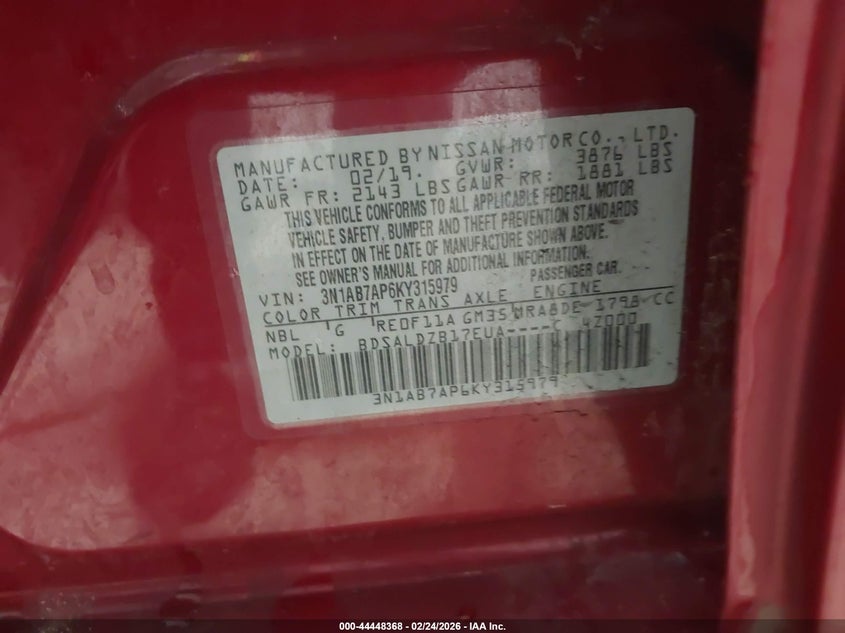 MANUFACTURED BY NISSAN MOTOR CO., LTD.
DATE: 02/19. GVWR: 3876 LBS
GAWR FR: 2143 LBS GAWR RR: 1881 LBS
THIS VEHICLE CONFORMS TO ALL APPLICABLE FEDERAL MOTOR
VEHICLE SAFETY, BUMPER AND THEFT PREVENTION STANDARDS
IN EFFECT ON THE DATE OF MANUFACTURE SHOWN ABOVE.
SEE OWNER'S MANUAL FOR ADDITIONAL INFORMATION.
VIN: 3N1AB7AP6KY315979 PASSENGER CAR.
COLOR TRIM TRANS AXLE ENGINE
NBL G RE0F11A GM35 MRA8DE 1798 CC
MODEL: BDSALDZB17EUA----C 4Z000
3N1AB7AP6KY315979
000-44448368 - 02/24/2026 - IAA Inc.